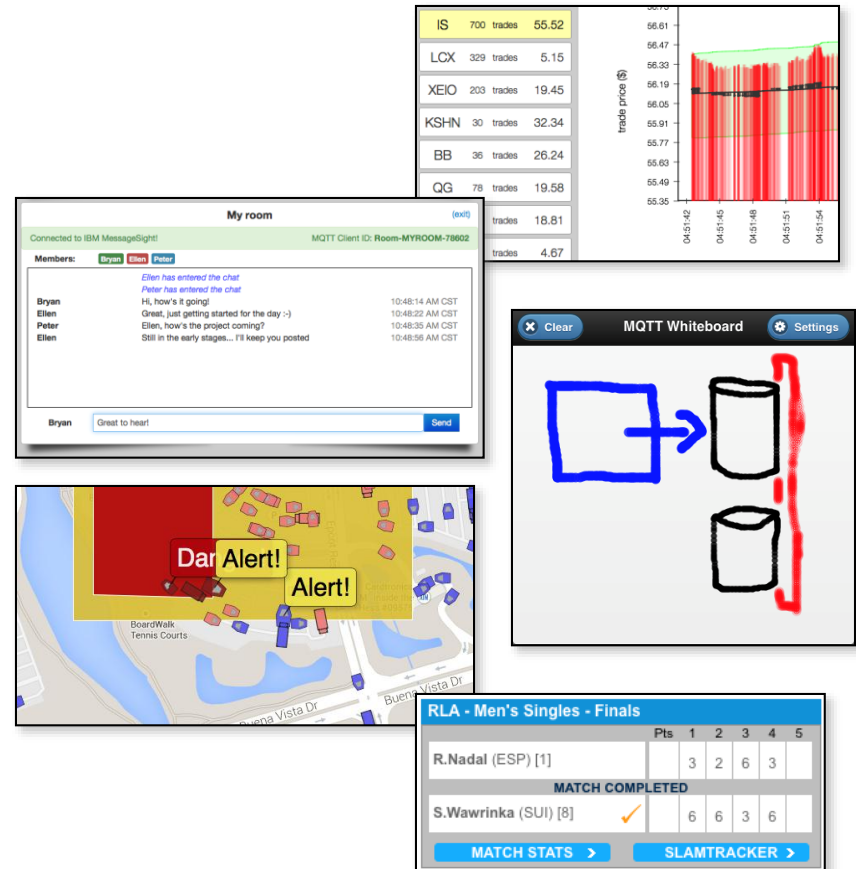 56.73
IS 700 trades 55.52
LCX 329 trades 5.15
XEIO 203 trades 19.45
KSHN 30 trades 32.34
BB 36 trades 26.24
QG 78 trades 19.58
trades 18.81
trades 4.67
trade price ($)
56.61
56.47
56.33
56.19
56.05
55.91
55.77
55.63
55.49
55.35
04:51:42
04:51:45
04:51:48
04:51:51
04:51:54
My room (exit)
Connected to IBM MessageSight! MQTT Client ID: Room-MYROOM-78602
Members: Bryan Ellen Peter
Ellen has entered the chat
Peter has entered the chat
Bryan Hi, how's it going! 10:48:14 AM CST
Ellen Great, just getting started for the day :-) 10:48:22 AM CST
Peter Ellen, how's the project coming? 10:48:35 AM CST
Ellen Still in the early stages... I'll keep you posted 10:48:56 AM CST
Bryan Great to hear! Send
Clear MQTT Whiteboard Settings
Alert!
Alert!
BoardWalk
Tennis Courts
Buena Vista Dr
Buena Vista Dr
RLA - Men's Singles - Finals
Pts 1 2 3 4 5
R.Nadal (ESP) [1] 3 2 6 3
MATCH COMPLETED
S.Wawrinka (SUI) [8] 6 6 3 6
MATCH STATS > SLAMTRACKER >